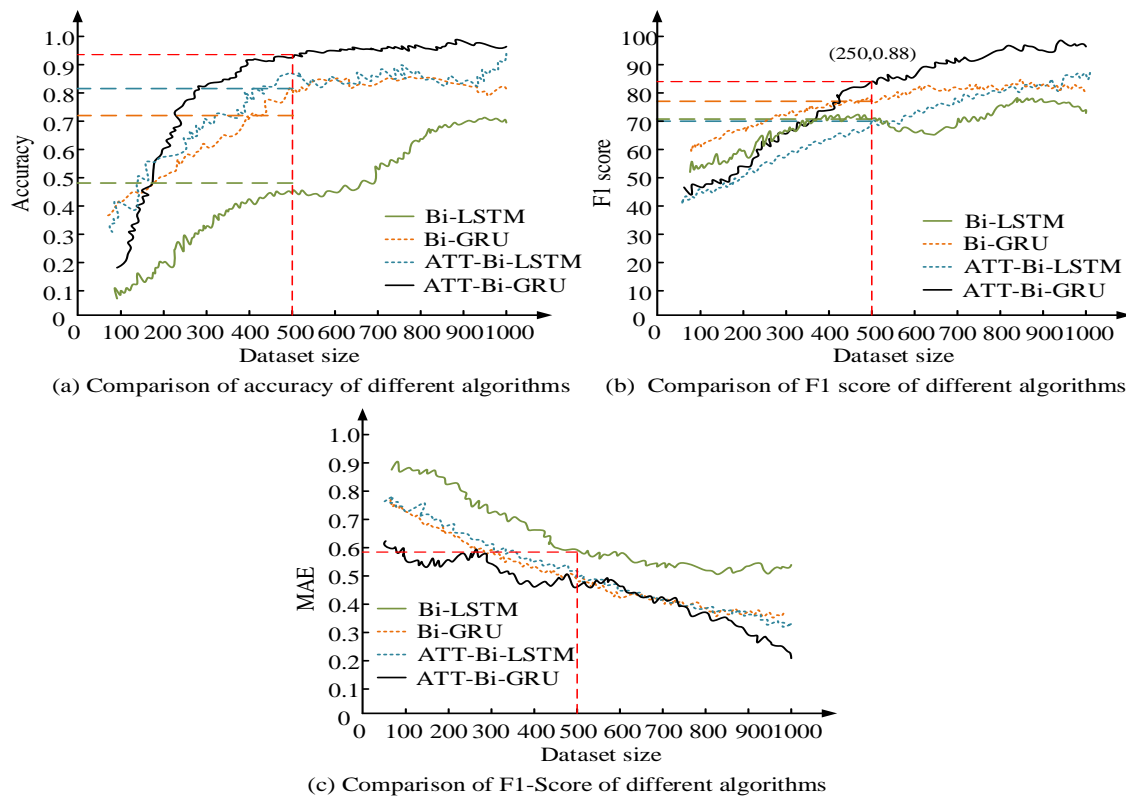 1.0
0.9
0.8
0.7
0.6
0.5
0.4
0.3
0.2
0.1
0
Accuracy
Bi-LSTM
Bi-GRU
ATT-Bi-LSTM
ATT-Bi-GRU
100 200 300 400 500 600 700 800 9001000
Dataset size
(a) Comparison of accuracy of different algorithms
100
90
80
70
60
50
40
30
20
10
0
F1 score
(250,0.88)
Bi-LSTM
Bi-GRU
ATT-Bi-LSTM
ATT-Bi-GRU
100 200 300 400 500 600 700 800 9001000
Dataset size
(b) Comparison of F1 score of different algorithms
1.0
0.9
0.8
0.7
0.6
0.5
0.4
0.3
0.2
0.1
0
MAE
Bi-LSTM
Bi-GRU
ATT-Bi-LSTM
ATT-Bi-GRU
100 200 300 400 500 600 700 800 9001000
Dataset size
(c) Comparison of F1-Score of different algorithms